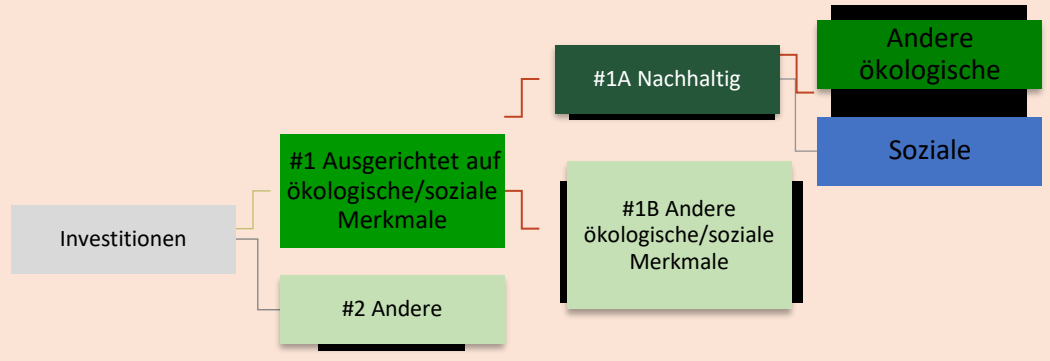 Investitionen
#1 Ausgerichtet auf
ökologische/soziale
Merkmale
#2 Andere
#1A Nachhaltig
#1B Andere
ökologische/soziale
Merkmale
Andere
ökologische
Soziale